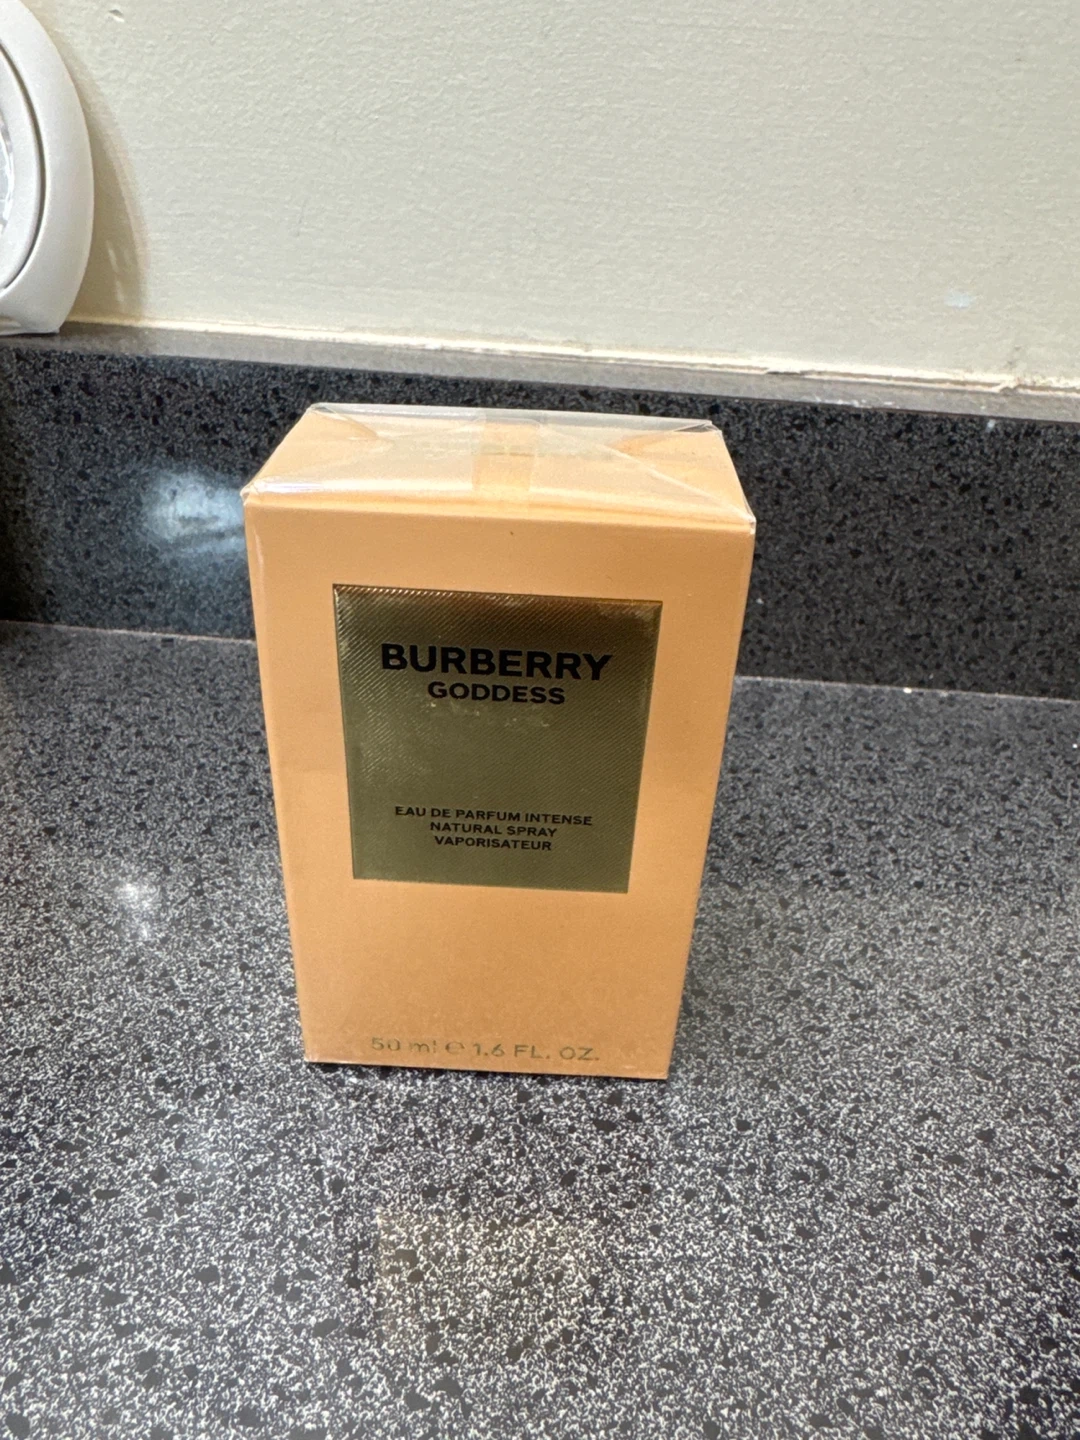 BURBERRY
GODDESS
EAU DE PARFUM INTENSE
NATURAL SPRAY
VAPORISATEUR
50 ml ℮ 1.6 FL. OZ.